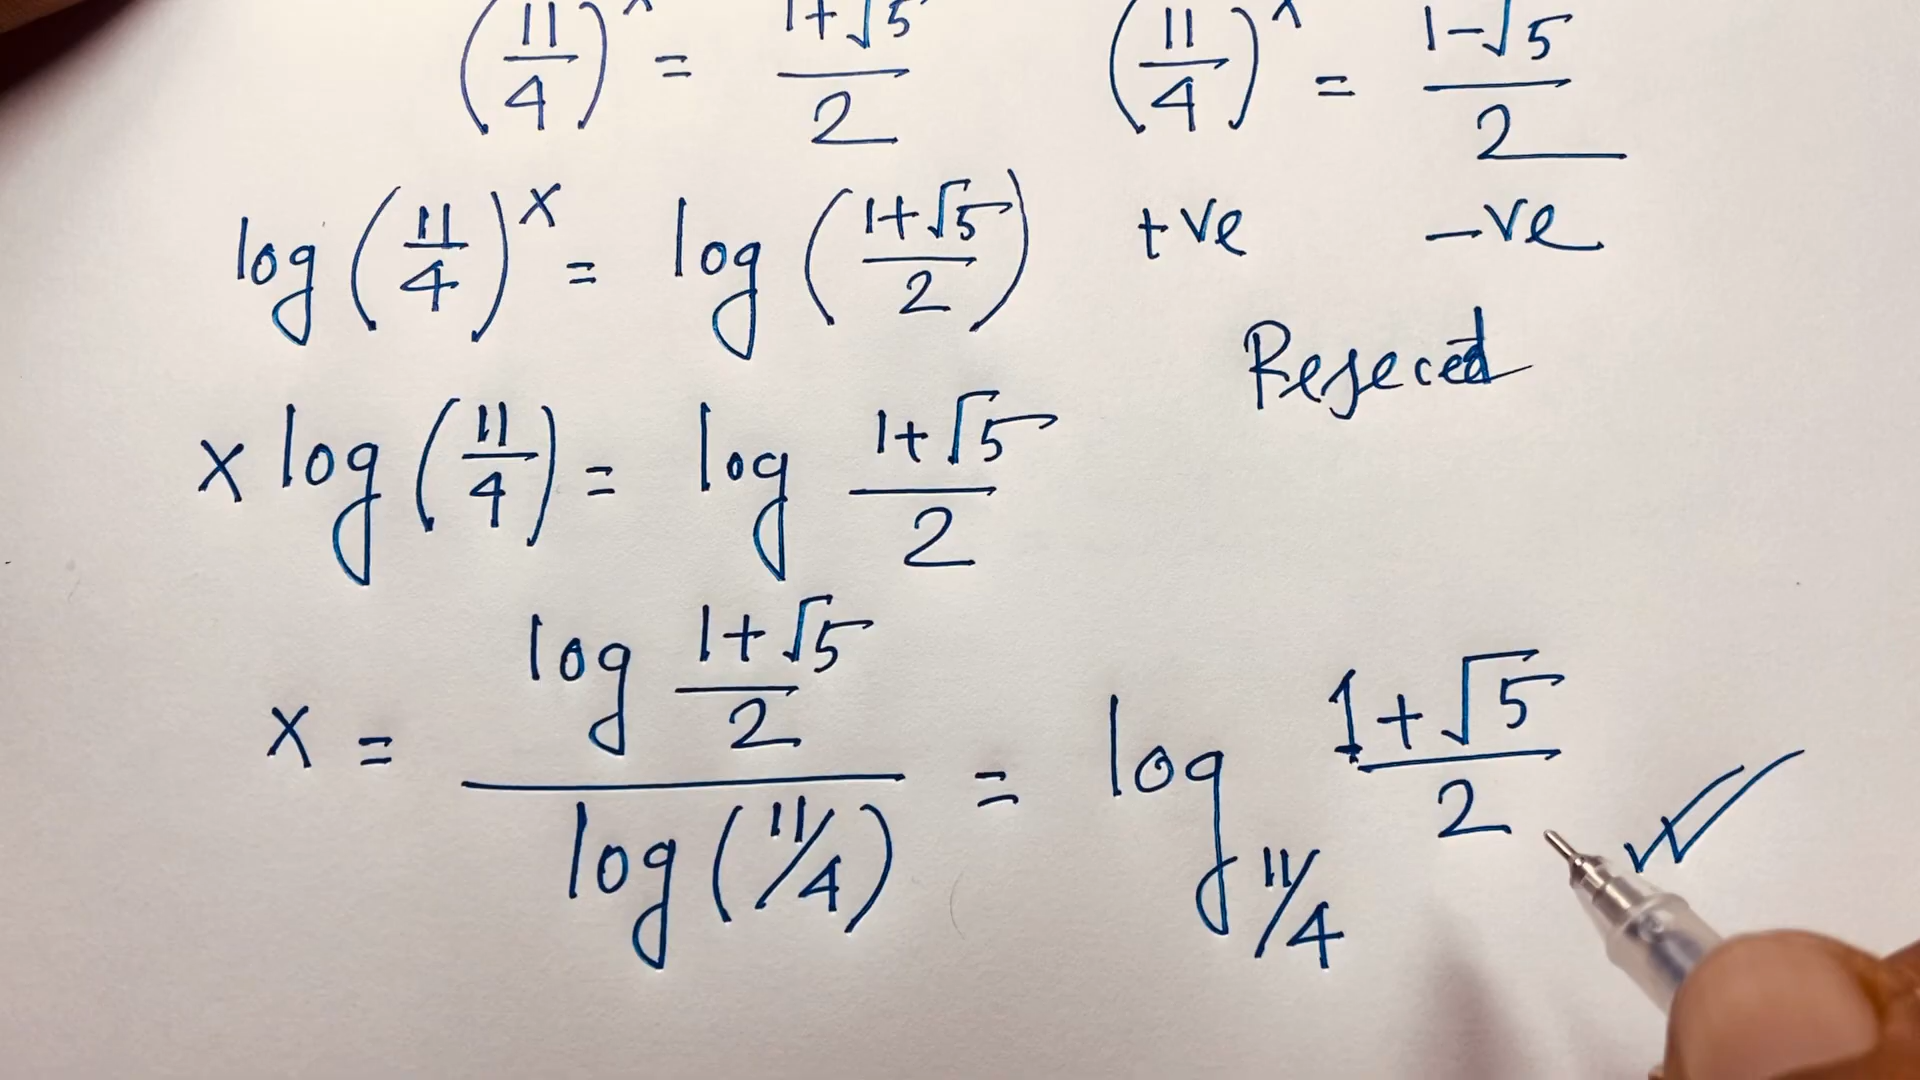 (11/4)^x = (1+√5)/2
(11/4)^x = (1-√5)/2
log (11/4)^x = log ((1+√5)/2)
+ve -ve
Rejeced
x log (11/4) = log (1+√5)/2
x = log (1+√5)/2 / log (11/4) = log_(11/4) (1+√5)/2